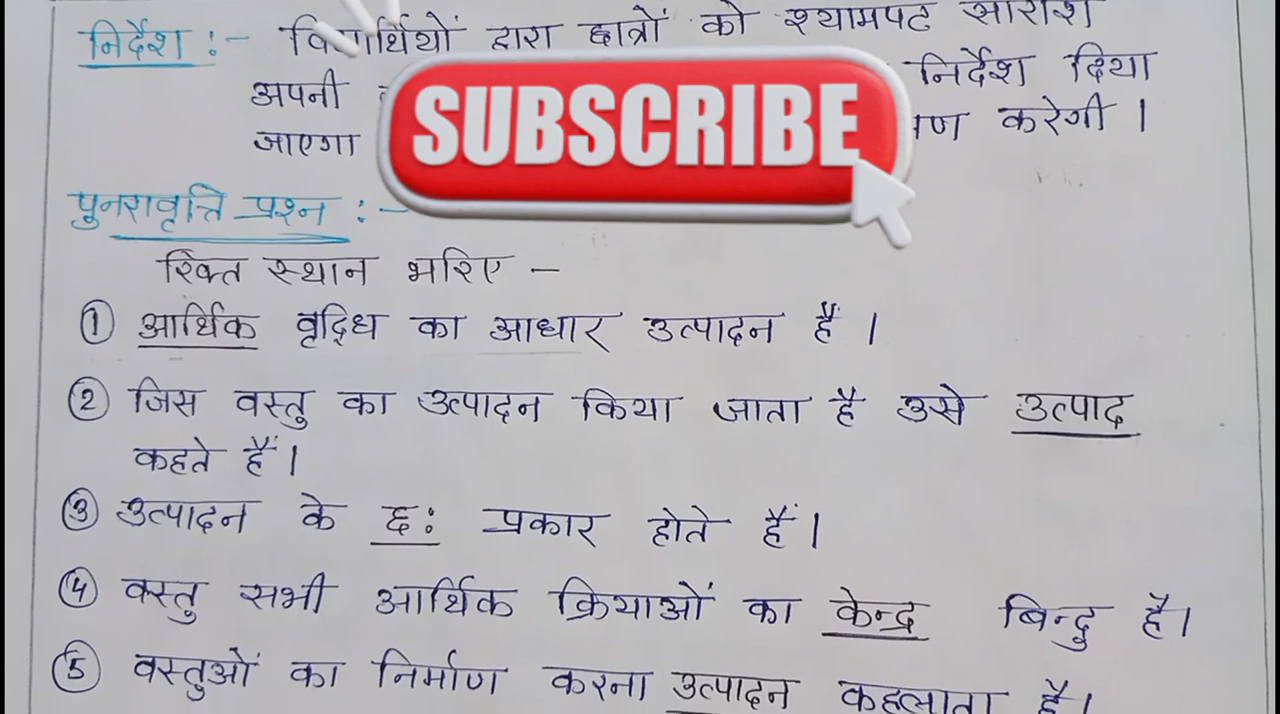 निर्देश :- द्वारा छात्रों को श्यामपट सारांश
अपनी निर्देश दिया
जाएगा करेगी ।
SUBSCRIBE
पुनरावृत्ति प्रश्न :-
रिक्त स्थान भरिए -
① आर्थिक वृद्धि का आधार उत्पादन है ।
② जिस वस्तु का उत्पादन किया जाता है उसे उत्पाद
कहते हैं ।
③ उत्पादन के छः प्रकार होते हैं ।
④ वस्तु सभी आर्थिक क्रियाओं का केन्द्र बिन्दु है ।
⑤ वस्तुओं का निर्माण करना उत्पादन कहलाता है ।